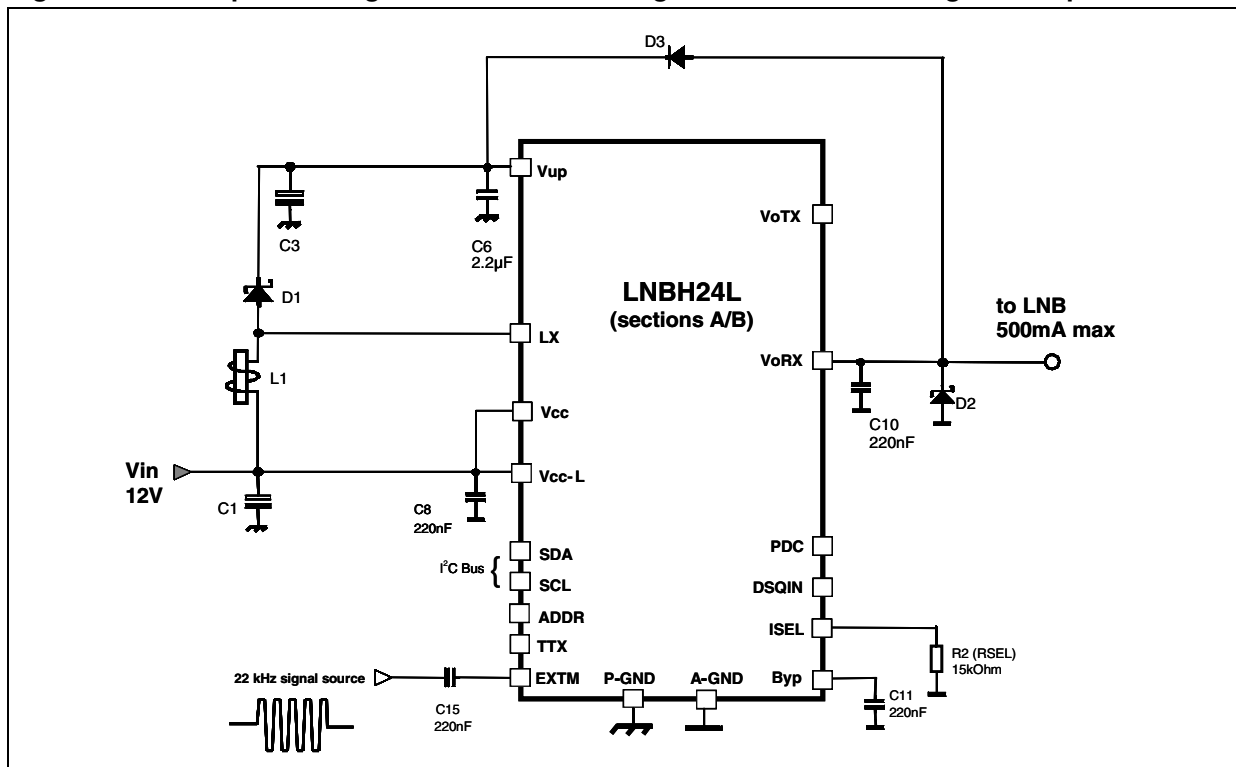 D3
Vup
C3
C6
2.2µF
VoTX
D1
LNBH24L
(sections A/B)
to LNB
500mA max
LX
VoRX
L1
D2
C10
220nF
Vcc
Vin
12V
Vcc-L
C1
C8
220nF
PDC
SDA
I²C Bus {
SCL
DSQIN
ADDR
ISEL
TTX
R2 (RSEL)
15kOhm
22 kHz signal source
EXTM
P-GND
A-GND
Byp
C15
220nF
C11
220nF